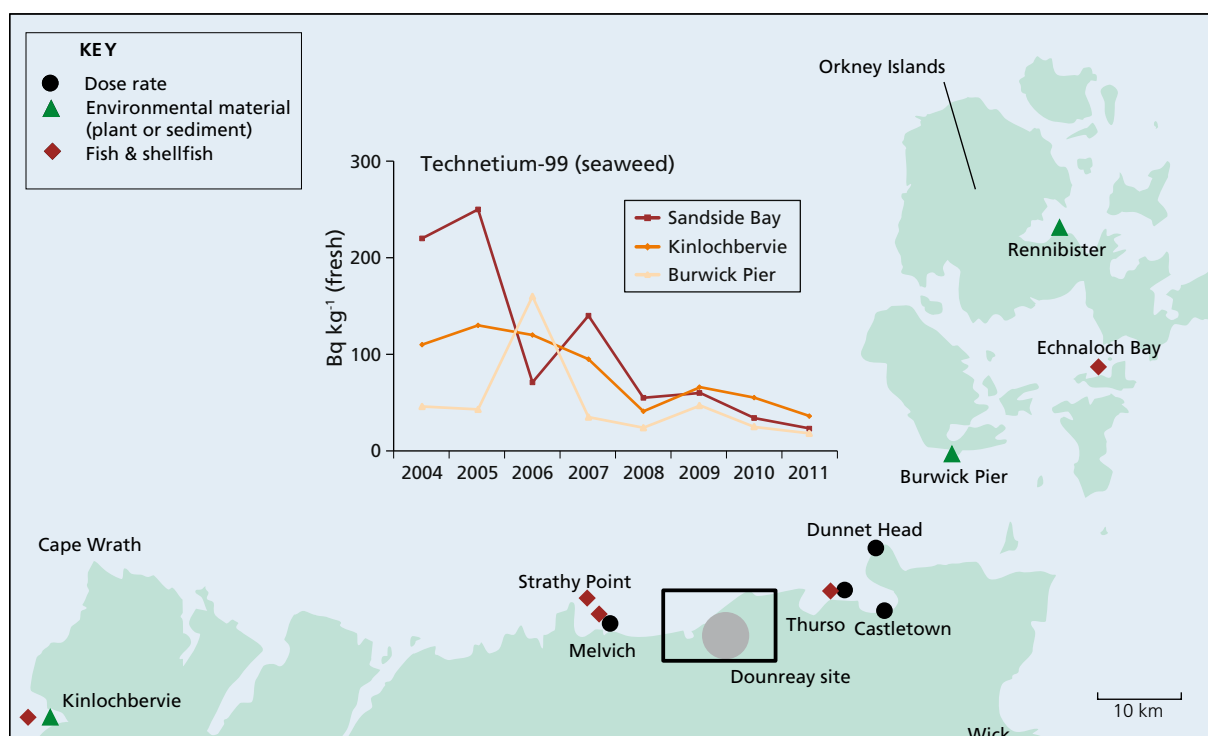 KEY
Dose rate
Environmental material
(plant or sediment)
Fish & shellfish
Orkney Islands
Technetium-99 (seaweed)
300
200
100
0
Bq kg⁻¹ (fresh)
Sandside Bay
Kinlochbervie
Burwick Pier
2004 2005 2006 2007 2008 2009 2010 2011
Rennibister
Echnaloch Bay
Burwick Pier
Dunnet Head
Cape Wrath
Strathy Point
Thurso
Castletown
Melvich
Dounreay site
Kinlochbervie
10 km
Wick